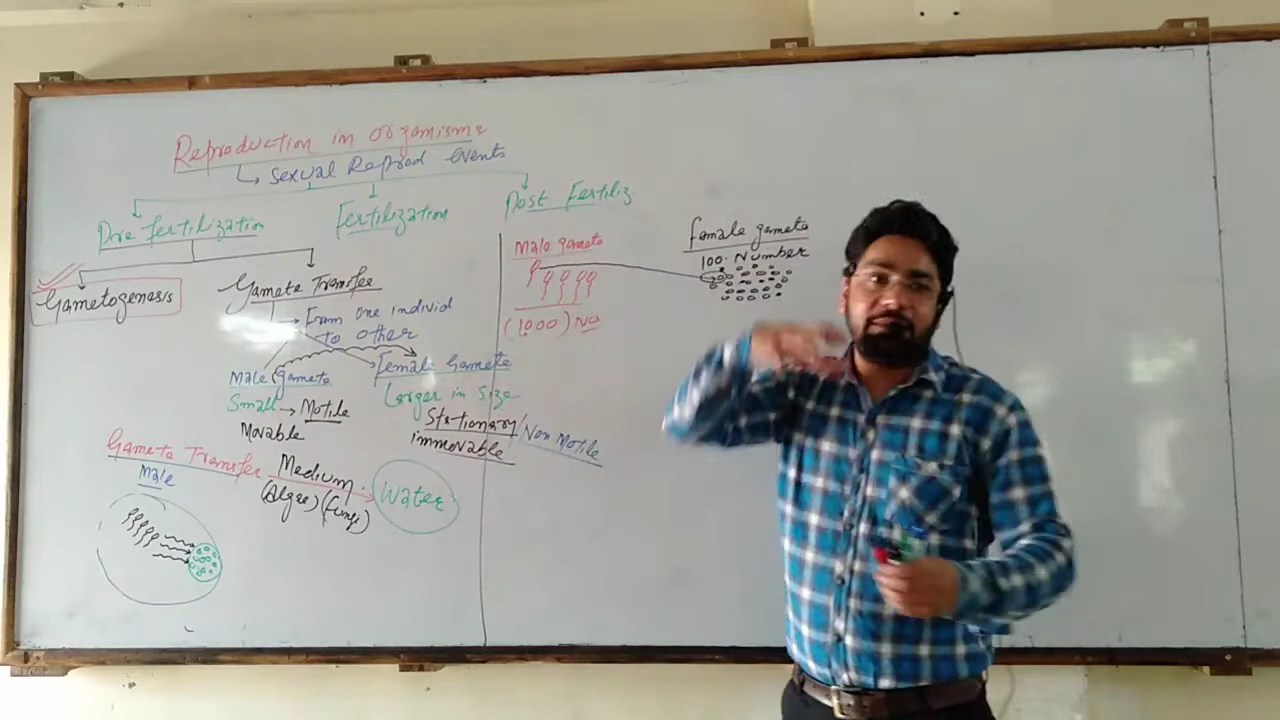 Reproduction in Organisms
Sexual Reprod Events
Pre fertilization
Fertilization
Post Fertiliz.
Gametogenesis
Gamete Transfer
From one individ
to other
Male Gamete
Small → Motile
Movable
Female Gamete
Larger in Size
Stationary / Non Motile
immovable
Gamete Transfer Medium.
Male
(Algae) (Fungi)
Water
Male gamete
(1000) No
female gamete
100. Number